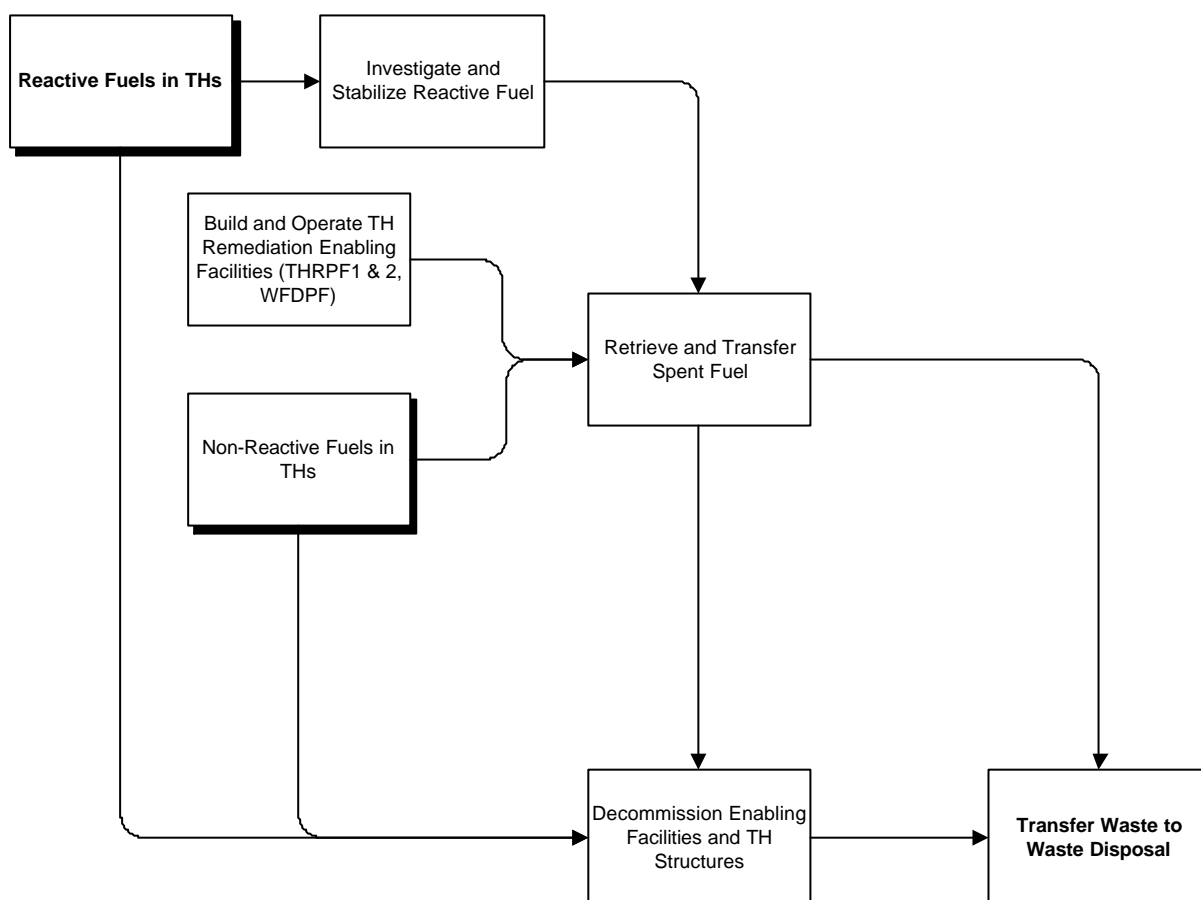 Reactive Fuels in THs
Investigate and
Stabilize Reactive Fuel
Build and Operate TH
Remediation Enabling
Facilities (THRPF1 & 2,
WFDPF)
Retrieve and Transfer
Spent Fuel
Non-Reactive Fuels in
THs
Decommission Enabling
Facilities and TH
Structures
Transfer Waste to
Waste Disposal